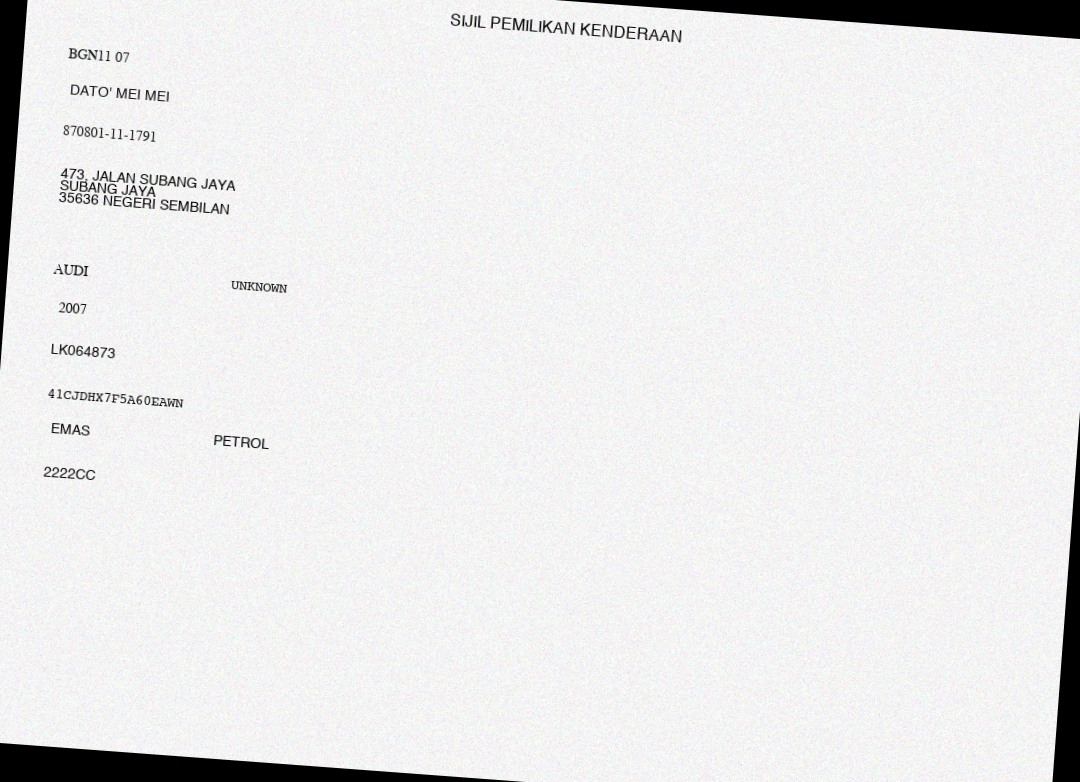 SIJIL PEMILIKAN KENDERAAN
BGN11 07
DATO' MEI MEI
870801-11-1791
473, JALAN SUBANG JAYA
SUBANG JAYA
35636 NEGERI SEMBILAN
AUDI UNKNOWN
2007
LK064873
41CJDHX7F5A60EAWN
EMAS PETROL
2222CC